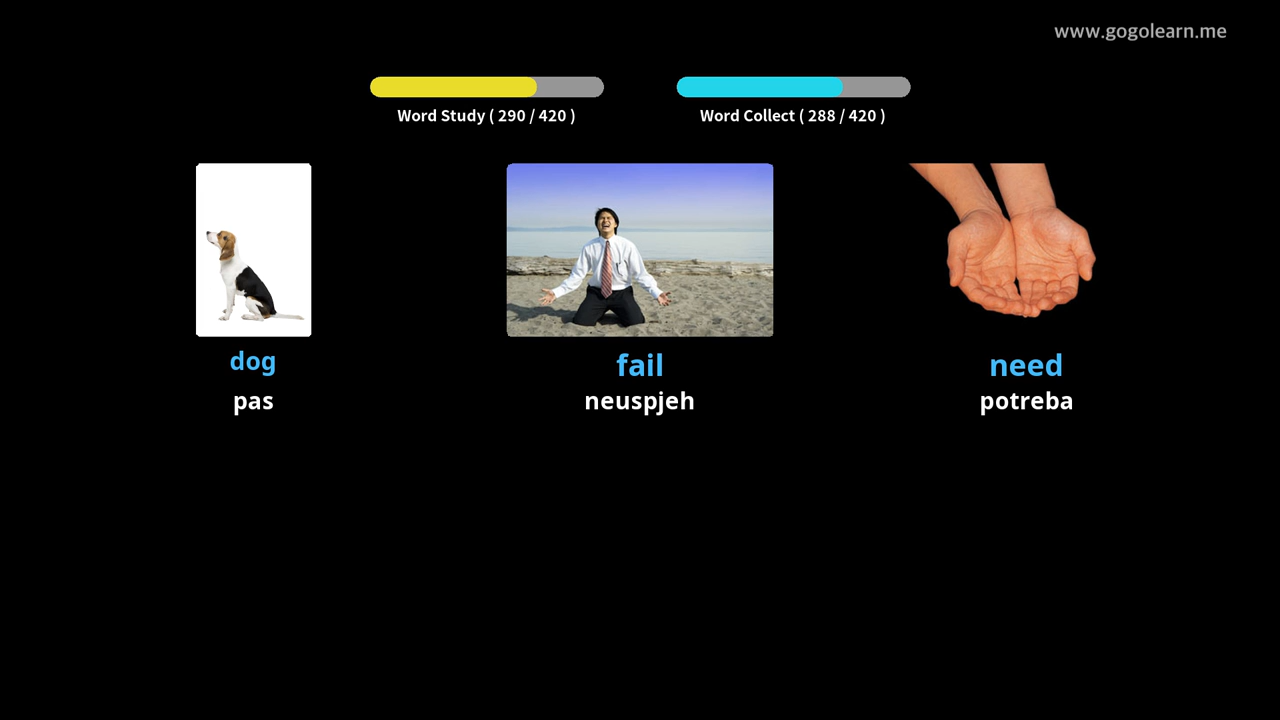 www.gogolearn.me
Word Study ( 290 / 420 )
Word Collect ( 288 / 420 )
dog
pas
fail
neuspjeh
need
potreba